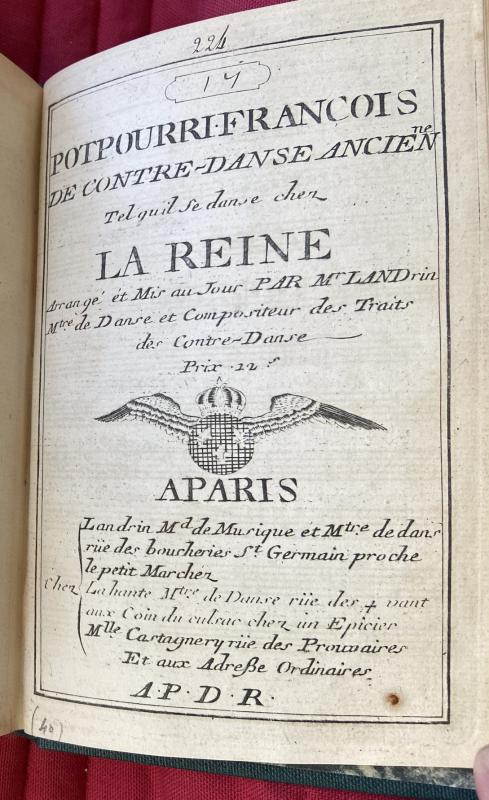 224
17
POTPOURRI-FRANCOIS
DE CONTRE-DANSE ANCIENne
Tel quil se danse chez
LA REINE
Arrangé et Mis au Jour PAR Mr LANDrin
Mtre de Danse et Compositeur des Traits
des Contre-Danse
Prix .12 s
APARIS
Landrin Md de Musique et Mtre de dans
rüe des boucheries St Germain proche
le petit Marchez
Chez
Lahante Mtre de Danse rüe des 4 vant
aux Coin du culsac chez un Epicier
Mlle Castagnery rüe des Prouvaires
Et aux Adreße Ordinaires
A.P.D.R.
(40)